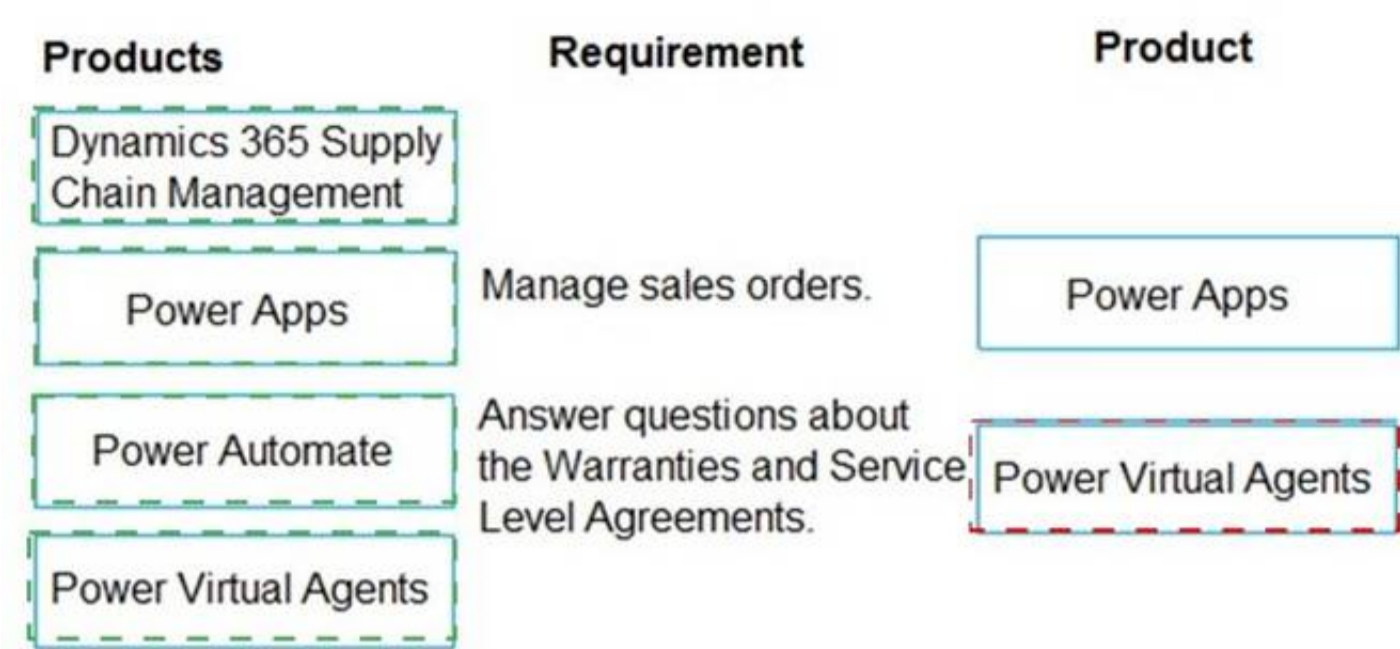 Products
Requirement
Product
Dynamics 365 Supply
Chain Management
Power Apps
Manage sales orders.
Power Apps
Power Automate
Answer questions about
the Warranties and Service
Level Agreements.
Power Virtual Agents
Power Virtual Agents